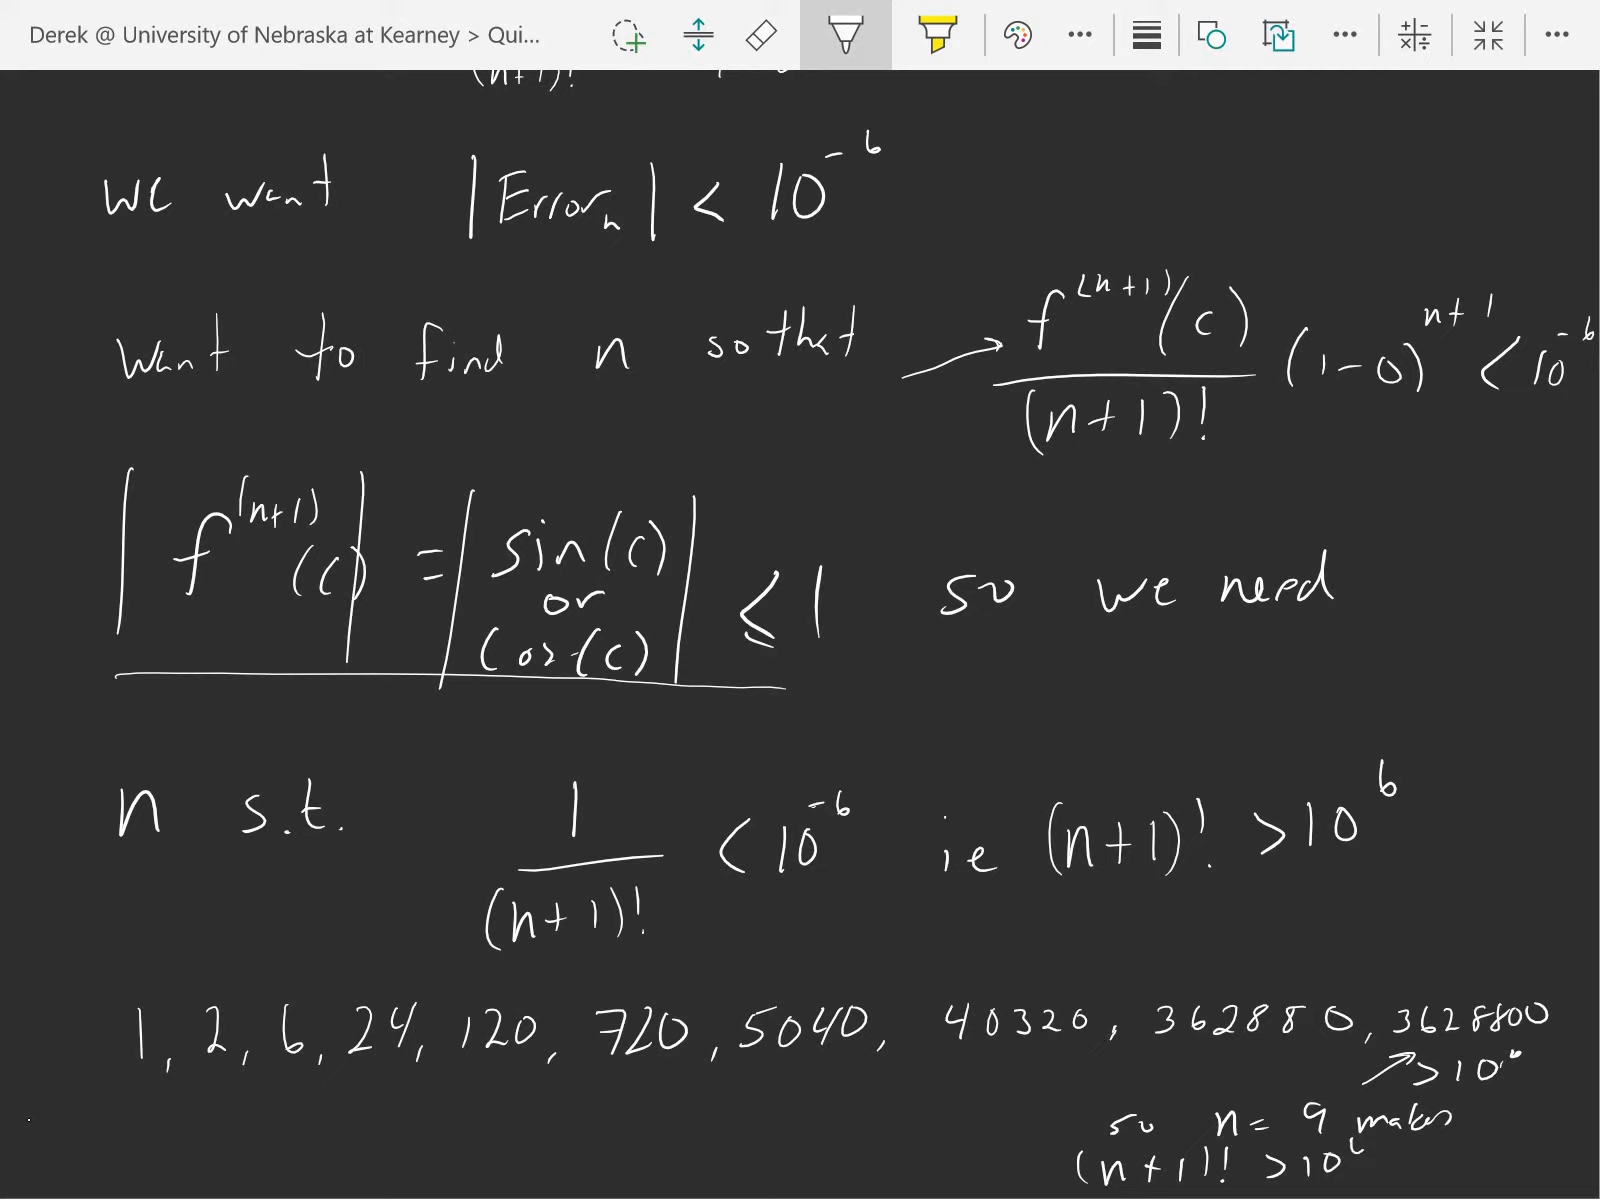 Derek @ University of Nebraska at Kearney > Qui...
(n+1)!
we want |Error_n| < 10^-6
want to find n so that → f^(n+1)(c) / (n+1)! (1-0)^n+1 < 10^-6
|f^(n+1)(c)| = |sin(c) or cos(c)| ≤ 1 so we need
n s.t. 1/(n+1)! < 10^-6 ie (n+1)! > 10^6
1, 2, 6, 24, 120, 720, 5040, 40320, 362880, 3628800
↗ > 10^6
so n = 9 makes
(n+1)! > 10^6